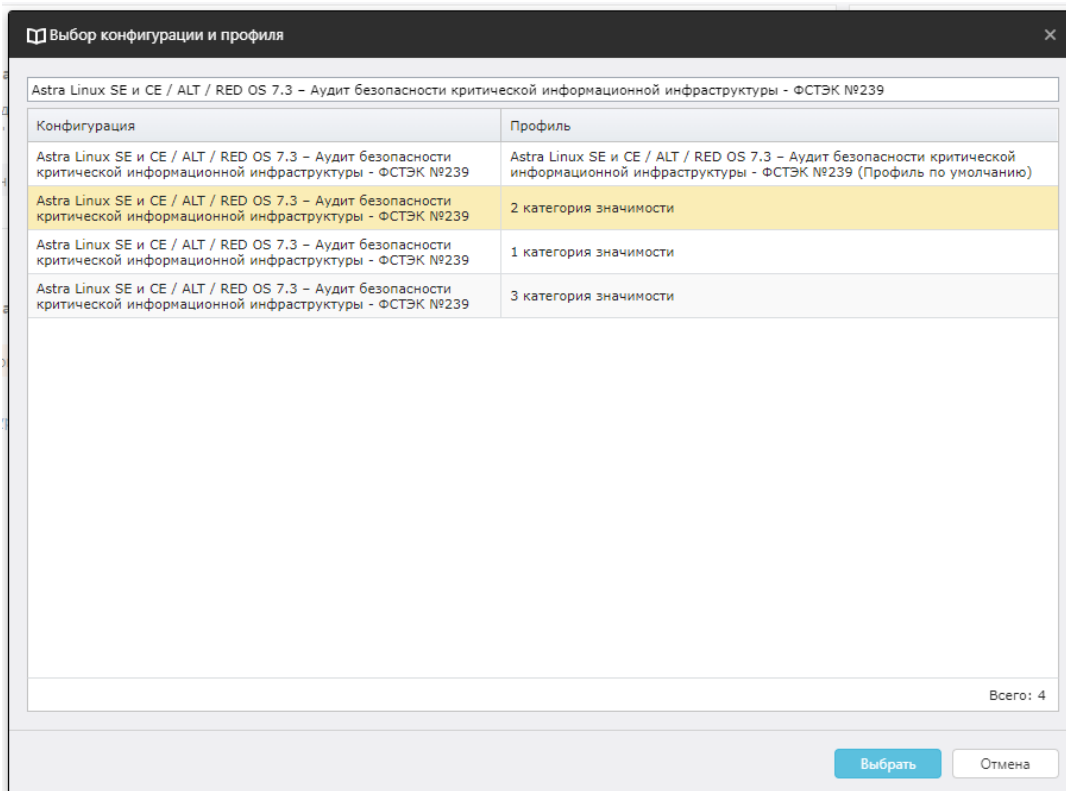 Выбор конфигурации и профиля
Astra Linux SE и CE / ALT / RED OS 7.3 – Аудит безопасности критической информационной инфраструктуры - ФСТЭК №239
Конфигурация
Профиль
Astra Linux SE и CE / ALT / RED OS 7.3 – Аудит безопасности
критической информационной инфраструктуры - ФСТЭК №239
Astra Linux SE и CE / ALT / RED OS 7.3 – Аудит безопасности критической
информационной инфраструктуры - ФСТЭК №239 (Профиль по умолчанию)
Astra Linux SE и CE / ALT / RED OS 7.3 – Аудит безопасности
критической информационной инфраструктуры - ФСТЭК №239
2 категория значимости
Astra Linux SE и CE / ALT / RED OS 7.3 – Аудит безопасности
критической информационной инфраструктуры - ФСТЭК №239
1 категория значимости
Astra Linux SE и CE / ALT / RED OS 7.3 – Аудит безопасности
критической информационной инфраструктуры - ФСТЭК №239
3 категория значимости
Всего: 4
Выбрать
Отмена